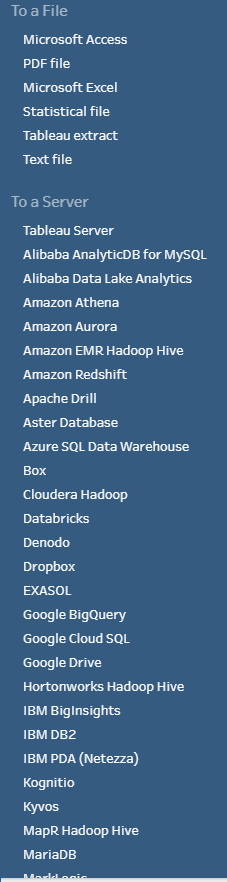 To a File
Microsoft Access
PDF file
Microsoft Excel
Statistical file
Tableau extract
Text file
To a Server
Tableau Server
Alibaba AnalyticDB for MySQL
Alibaba Data Lake Analytics
Amazon Athena
Amazon Aurora
Amazon EMR Hadoop Hive
Amazon Redshift
Apache Drill
Aster Database
Azure SQL Data Warehouse
Box
Cloudera Hadoop
Databricks
Denodo
Dropbox
EXASOL
Google BigQuery
Google Cloud SQL
Google Drive
Hortonworks Hadoop Hive
IBM BigInsights
IBM DB2
IBM PDA (Netezza)
Kognitio
Kyvos
MapR Hadoop Hive
MariaDB
MarkLogic